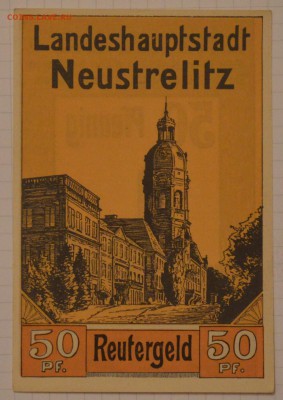 Landeshauptstadt
Neustrelitz
50 PF.
Reutergeld
50 PF.